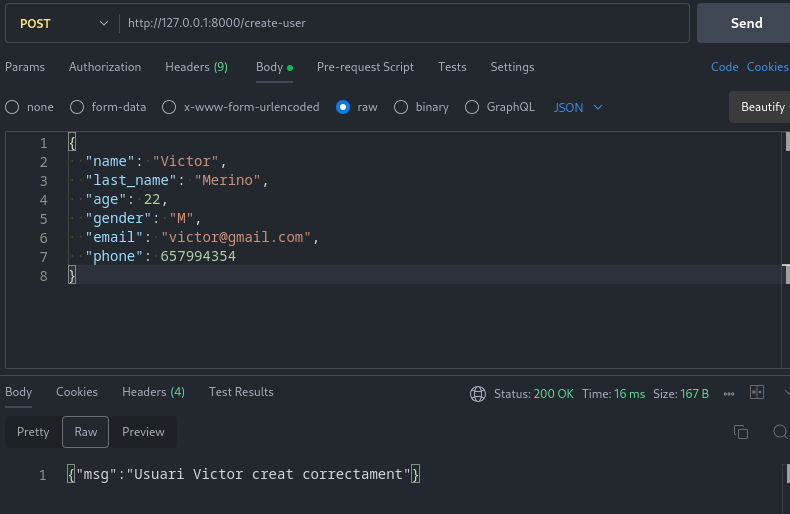 POST http://127.0.0.1:8000/create-user Send
Params Authorization Headers (9) Body Pre-request Script Tests Settings Code Cookies
none form-data x-www-form-urlencoded raw binary GraphQL JSON Beautify
1 {
2 "name": "Victor",
3 "last_name": "Merino",
4 "age": 22,
5 "gender": "M",
6 "email": "victor@gmail.com",
7 "phone": 657994354
8 }
Body Cookies Headers (4) Test Results Status: 200 OK Time: 16 ms Size: 167 B
Pretty Raw Preview
1 {"msg":"Usuari Victor creat correctament"}